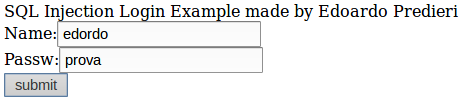 SQL Injection Login Example made by Edoardo Predieri
Name: edordo
Passw: prova
submit